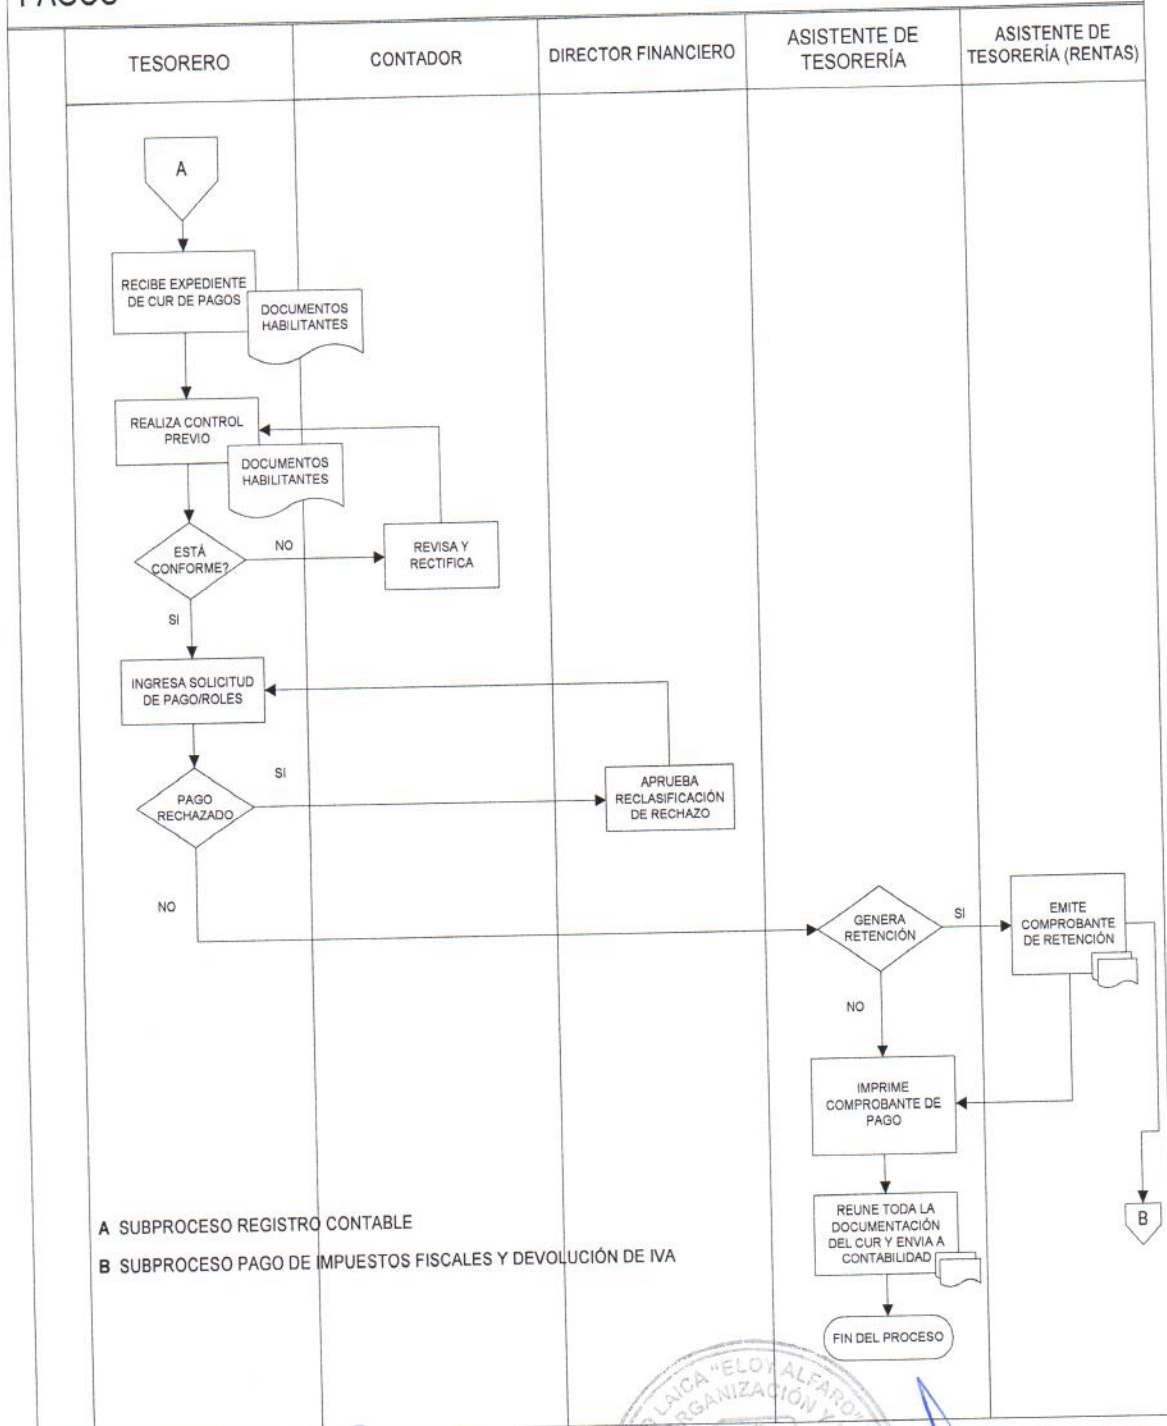 PAGOS
TESORERO
CONTADOR
DIRECTOR FINANCIERO
ASISTENTE DE
TESORERÍA
ASISTENTE DE
TESORERÍA (RENTAS)
A
RECIBE EXPEDIENTE
DE CUR DE PAGOS
DOCUMENTOS
HABILITANTES
REALIZA CONTROL
PREVIO
DOCUMENTOS
HABILITANTES
ESTÁ
CONFORME?
NO
REVISA Y
RECTIFICA
SI
INGRESA SOLICITUD
DE PAGO/ROLES
PAGO
RECHAZADO
SI
APRUEBA
RECLASIFICACIÓN
DE RECHAZO
NO
GENERA
RETENCIÓN
SI
EMITE
COMPROBANTE
DE RETENCIÓN
NO
IMPRIME
COMPROBANTE DE
PAGO
REUNE TODA LA
DOCUMENTACIÓN
DEL CUR Y ENVIA A
CONTABILIDAD
B
FIN DEL PROCESO
A SUBPROCESO REGISTRO CONTABLE
B SUBPROCESO PAGO DE IMPUESTOS FISCALES Y DEVOLUCIÓN DE IVA
LAICA "ELOY ALFARO"
ORGANIZACIÓN Y